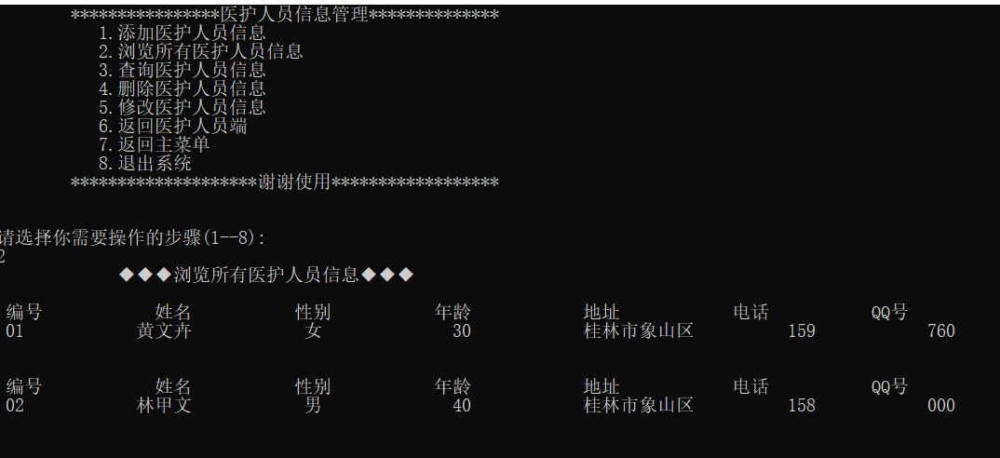 ****************医护人员信息管理**************
1.添加医护人员信息
2.浏览所有医护人员信息
3.查询医护人员信息
4.删除医护人员信息
5.修改医护人员信息
6.返回医护人员端
7.返回主菜单
8.退出系统
********************谢谢使用******************
请选择你需要操作的步骤(1--8):
2
◆◆◆浏览所有医护人员信息◆◆◆
编号 姓名 性别 年龄 地址 电话 QQ号
01 黄文卉 女 30 桂林市象山区 159 760
编号 姓名 性别 年龄 地址 电话 QQ号
02 林甲文 男 40 桂林市象山区 158 000